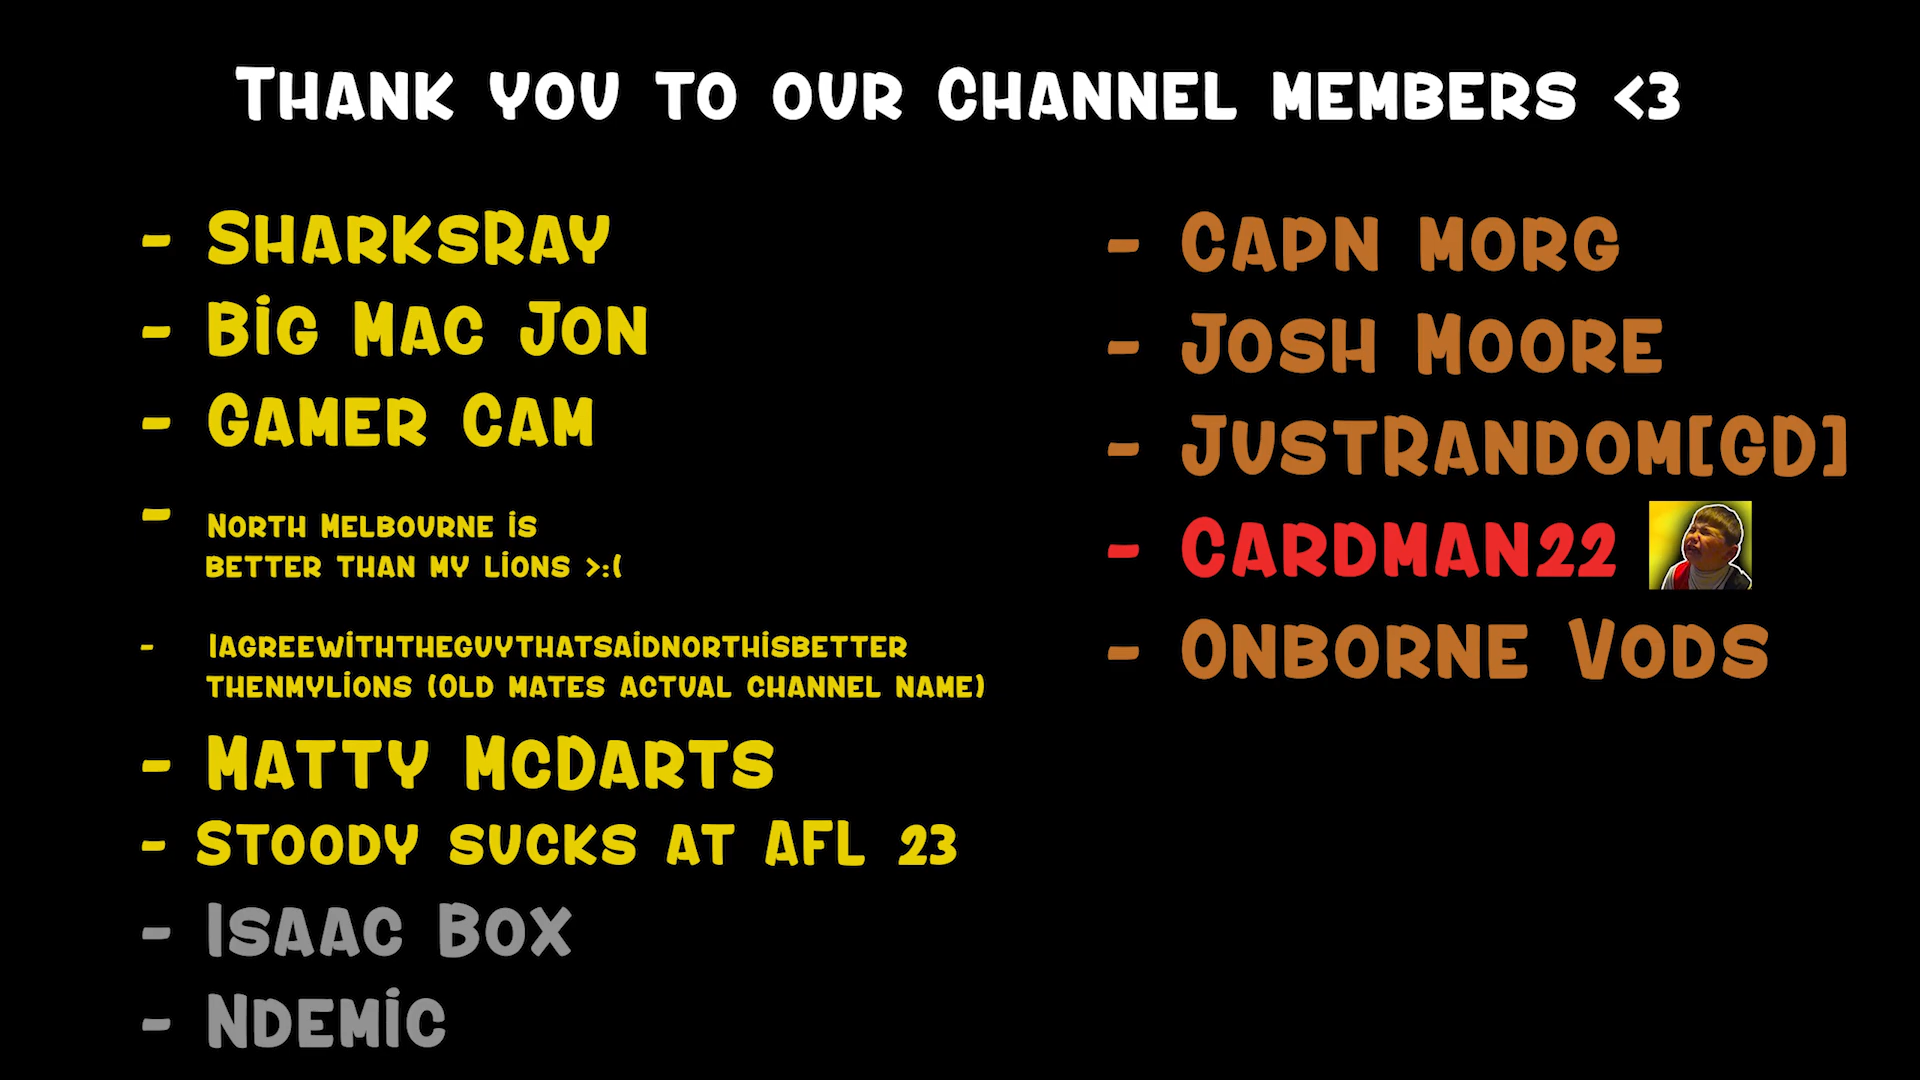 Thank you to our Channel members <3
- SharksRay
- Big Mac Jon
- Gamer Cam
- North Melbourne is
better than my lions >:(
- Iagreewiththeguythatsaidnorthisbetter
thenmylions (Old mates actual channel name)
- Matty McDarts
- Stoody sucks at AFL 23
- Isaac Box
- Ndemic
- Capn Morg
- Josh Moore
- JustRandom[GD]
- Cardman22
- Onborne Vods